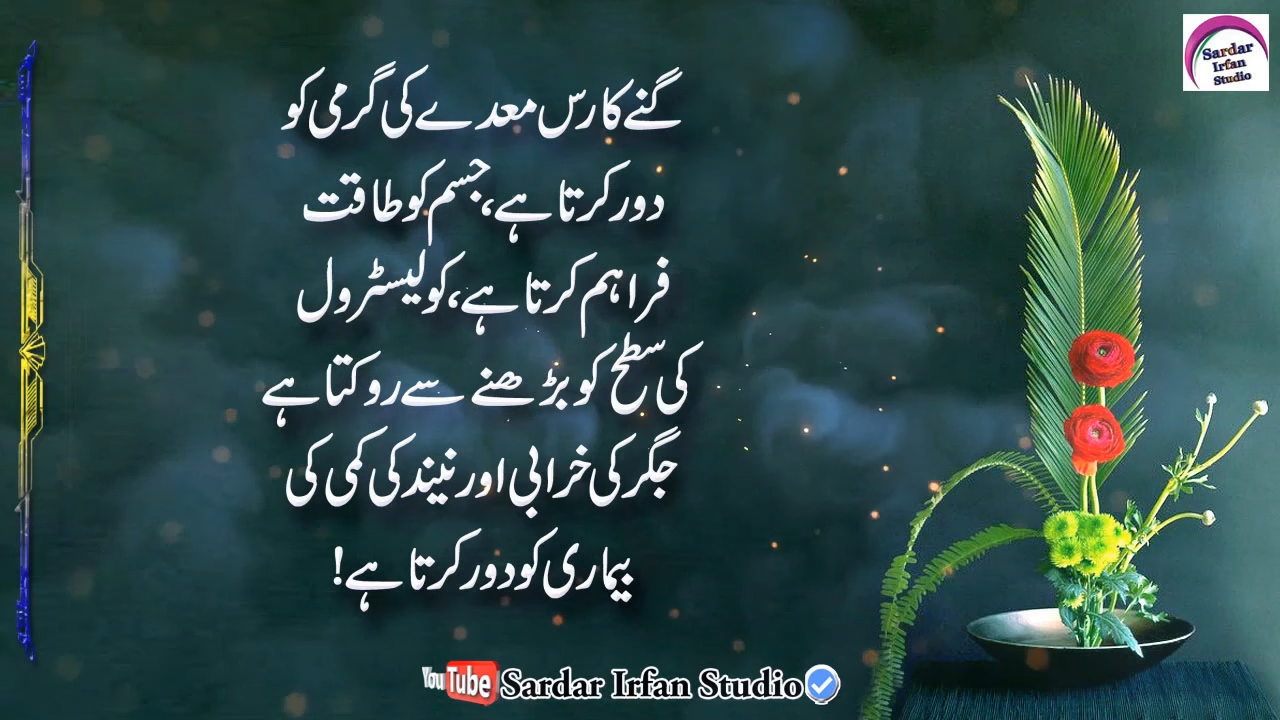 گنے کا رس معدے کی گرمی کو
دور کرتا ہے، جسم کو طاقت
فراہم کرتا ہے، کولیسٹرول
کی سطح کو بڑھنے سے روکتا ہے
جگر کی خرابی اور نیند کی کمی کی
بیماری کو دور کرتا ہے!
Sardar
Irfan
Studio
YouTube Sardar Irfan Studio